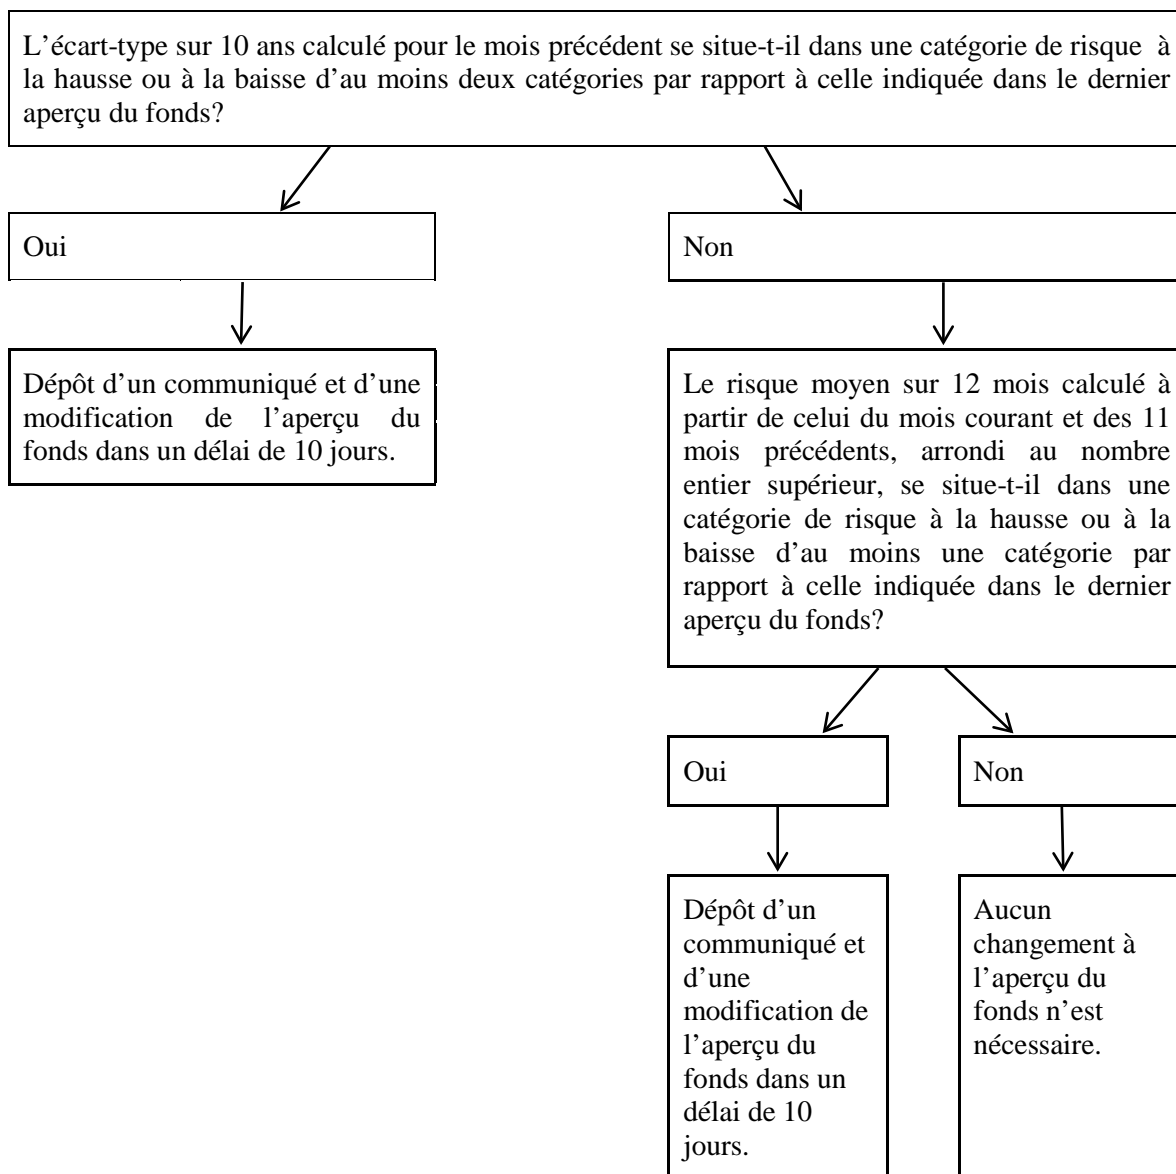 L’écart-type sur 10 ans calculé pour le mois précédent se situe-t-il dans une catégorie de risque à
la hausse ou à la baisse d’au moins deux catégories par rapport à celle indiquée dans le dernier
aperçu du fonds?
Oui
Non
Dépôt d’un communiqué et d’une
modification de l’aperçu du
fonds dans un délai de 10 jours.
Le risque moyen sur 12 mois calculé à
partir de celui du mois courant et des 11
mois précédents, arrondi au nombre
entier supérieur, se situe-t-il dans une
catégorie de risque à la hausse ou à la
baisse d’au moins une catégorie par
rapport à celle indiquée dans le dernier
aperçu du fonds?
Oui
Non
Dépôt d’un
communiqué et
d’une
modification de
l’aperçu du
fonds dans un
délai de 10
jours.
Aucun
changement à
l’aperçu du
fonds n’est
nécessaire.